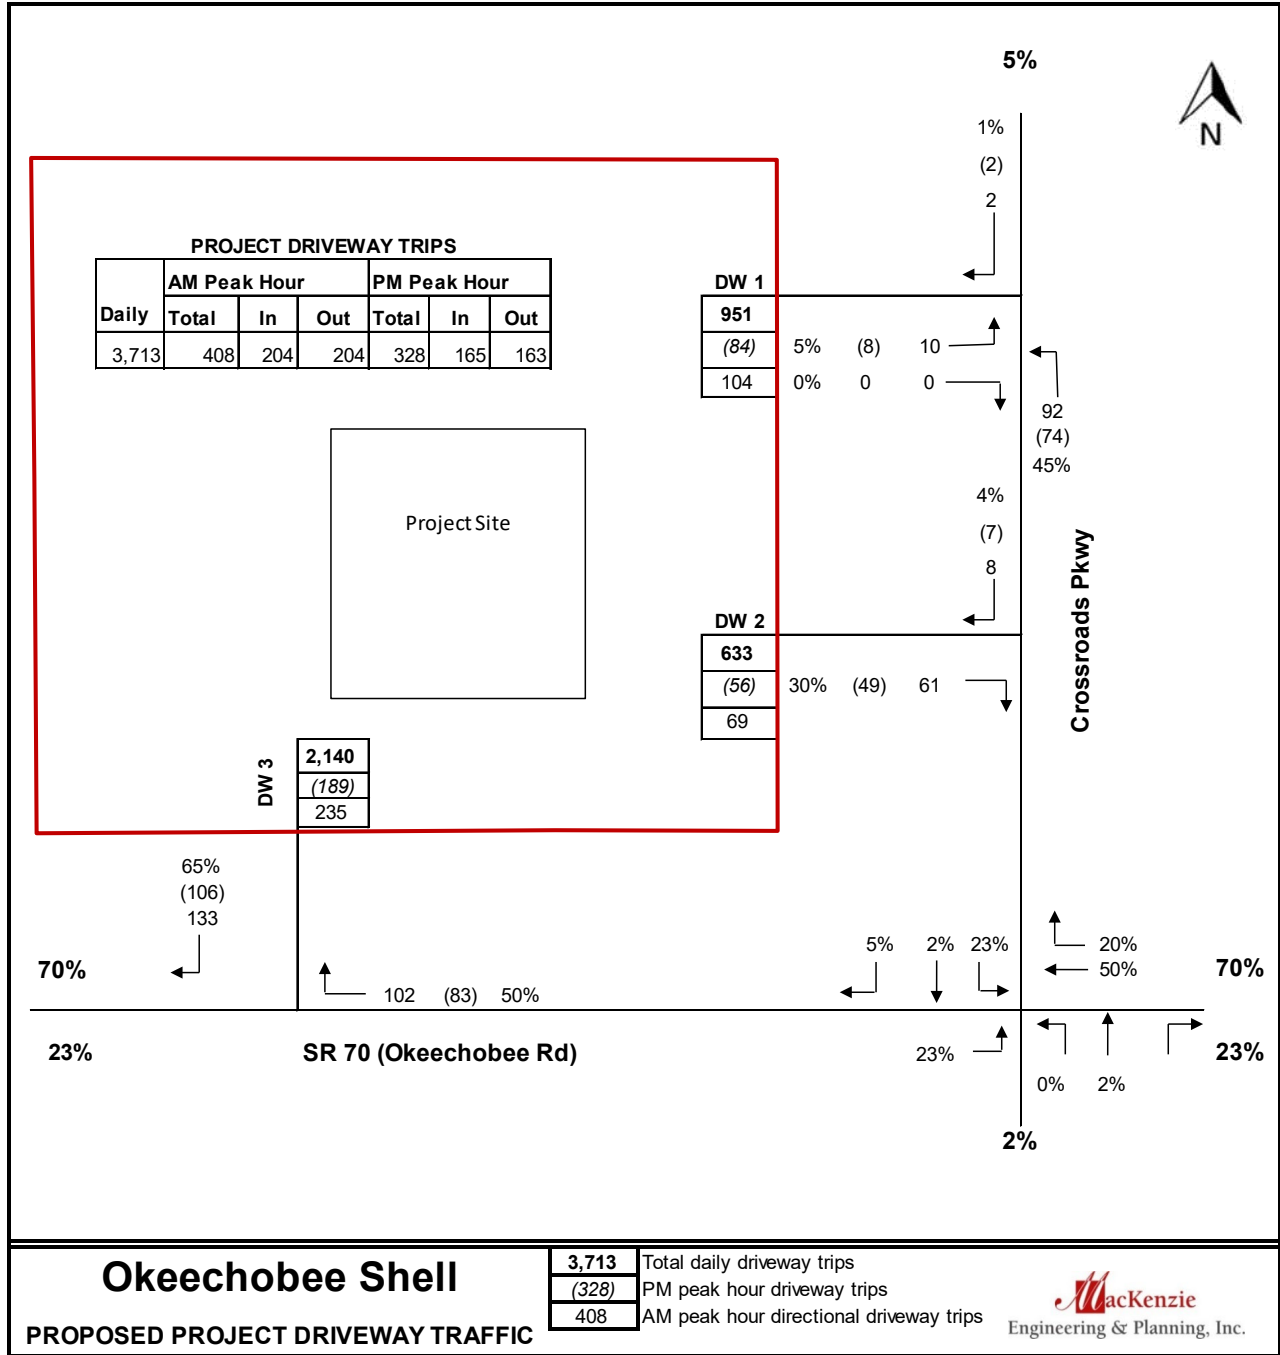 5%
N
1%
(2)
2
PROJECT DRIVEWAY TRIPS
AM Peak Hour PM Peak Hour
Daily Total In Out Total In Out
3,713 408 204 204 328 165 163
DW 1
951
(84) 5% (8) 10
104 0% 0 0
92
(74)
45%
Project Site
4%
(7)
8
Crossroads Pkwy
DW 2
633
(56) 30% (49) 61
69
DW 3
2,140
(189)
235
65%
(106)
133
5% 2% 23% 20%
70% 50% 70%
102 (83) 50%
23% SR 70 (Okeechobee Rd) 23% 23%
0% 2%
2%
Okeechobee Shell
PROPOSED PROJECT DRIVEWAY TRAFFIC
3,713 Total daily driveway trips
(328) PM peak hour driveway trips
408 AM peak hour directional driveway trips
MacKenzie
Engineering & Planning, Inc.